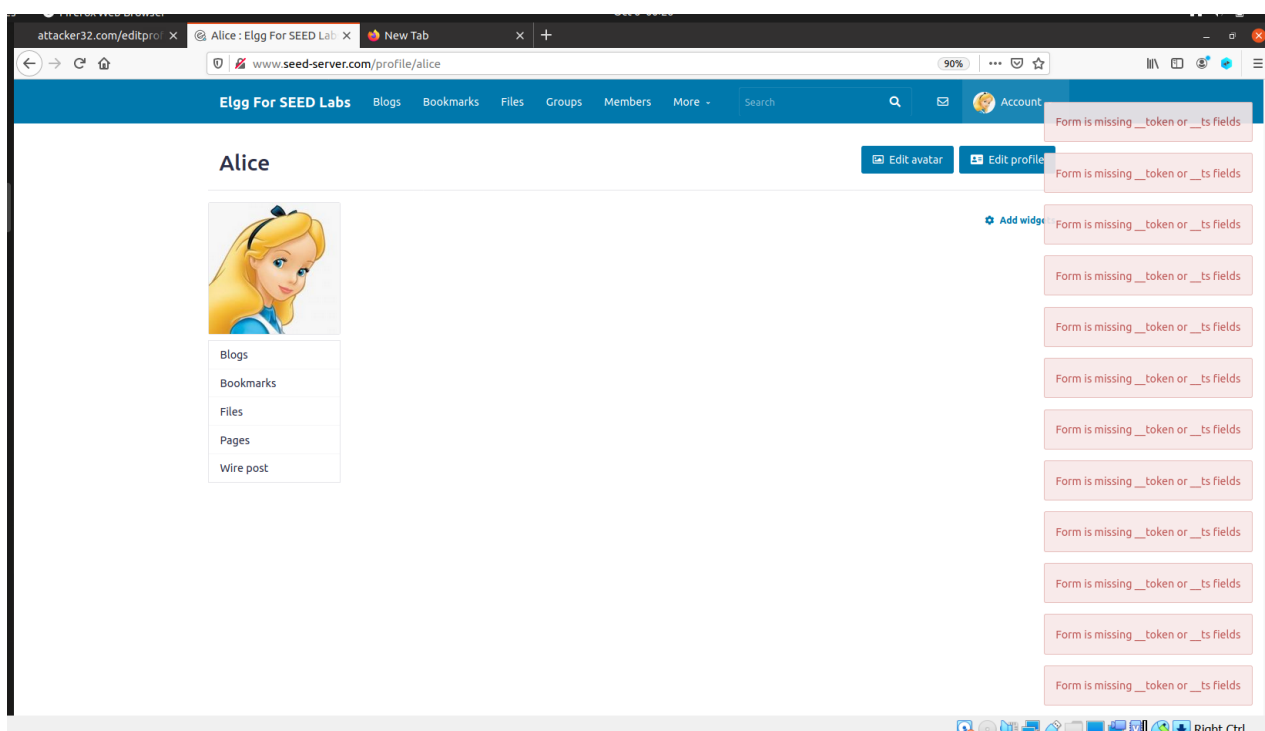 attacker32.com/editprof
Alice : Elgg For SEED Lab
New Tab
www.seed-server.com/profile/alice
90%
Elgg For SEED Labs
Blogs
Bookmarks
Files
Groups
Members
More
Search
Account
Form is missing __token or __ts fields
Alice
Edit avatar
Edit profile
Form is missing __token or __ts fields
Add widge
Form is missing __token or __ts fields
Form is missing __token or __ts fields
Form is missing __token or __ts fields
Blogs
Bookmarks
Form is missing __token or __ts fields
Files
Form is missing __token or __ts fields
Pages
Wire post
Form is missing __token or __ts fields
Form is missing __token or __ts fields
Form is missing __token or __ts fields
Form is missing __token or __ts fields
Form is missing __token or __ts fields
Right Ctrl